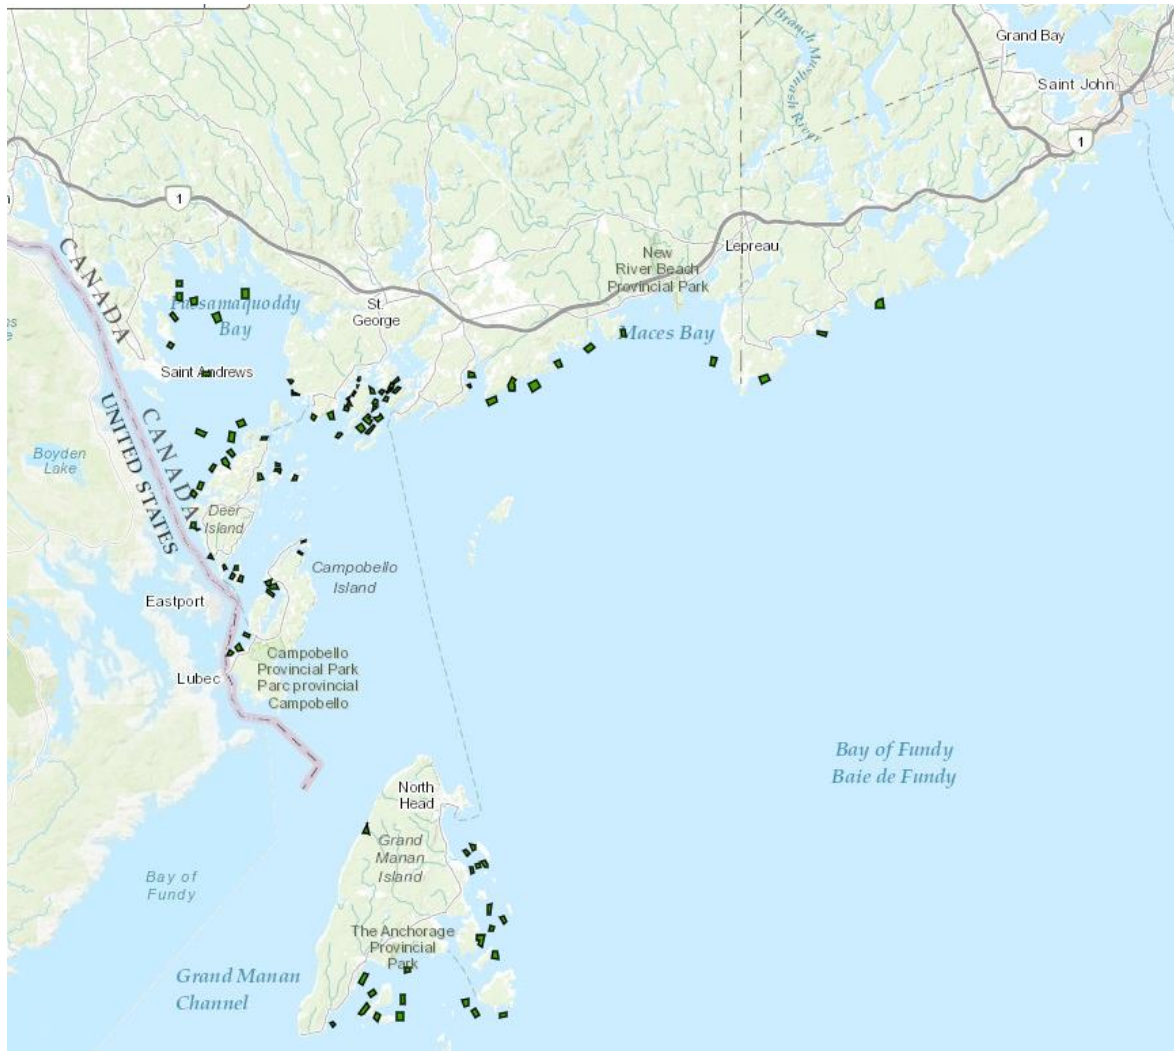 Branch Musquash River
Grand Bay
Saint John
1
1
CANADA
New
River Beach
Provincial Park
Lepreau
St.
George
Passamaquoddy
Bay
Maces Bay
Saint Andrews
CANADA
UNITED STATES
Boyden
Lake
Deer
Island
Campobello
Island
Eastport
Campobello
Provincial Park
Parc provincial
Campobello
Lubec
Bay of Fundy
Baie de Fundy
North
Head
Grand
Manan
Island
Bay of
Fundy
The Anchorage
Provincial
Park
Grand Manan
Channel